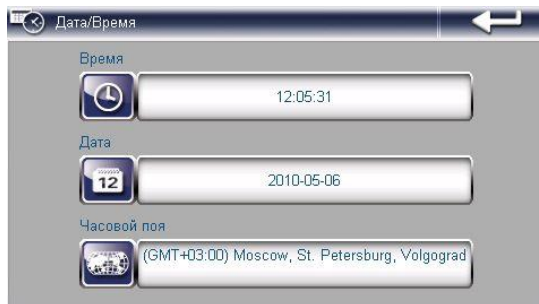 Дата/Время
Время
12:05:31
Дата
12
2010-05-06
Часовой поя
(GMT+03:00) Moscow, St. Petersburg, Volgograd